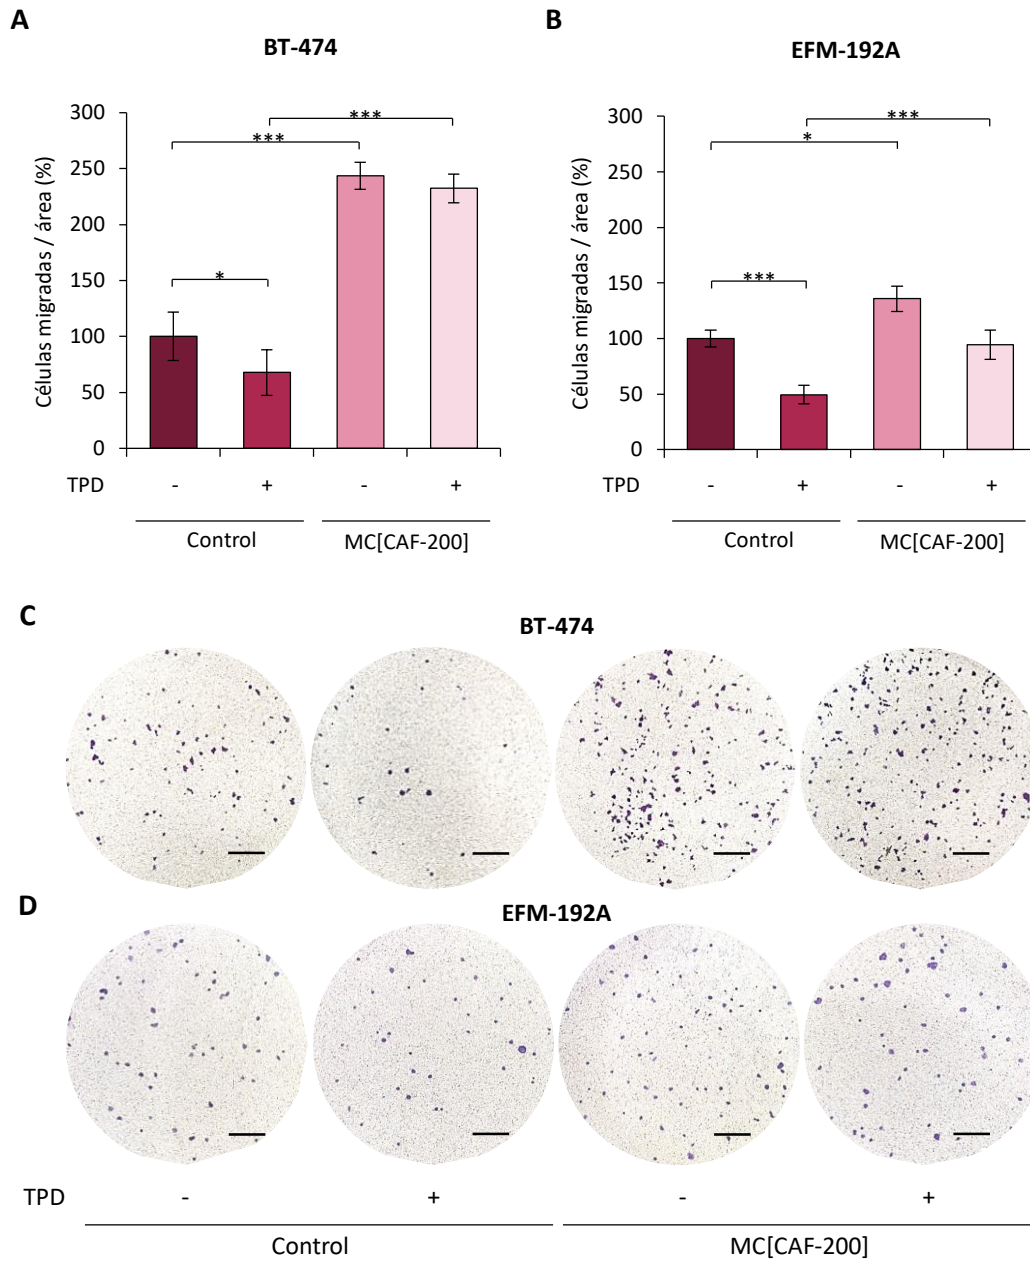 A
BT-474
Células migradas / área (%)
300
250
200
150
100
50
0
***
***
*
TPD - + - +
Control MC[CAF-200]
B
EFM-192A
Células migradas / área (%)
300
250
200
150
100
50
0
***
*
***
TPD - + - +
Control MC[CAF-200]
C
BT-474
D
EFM-192A
TPD - + - +
Control MC[CAF-200]